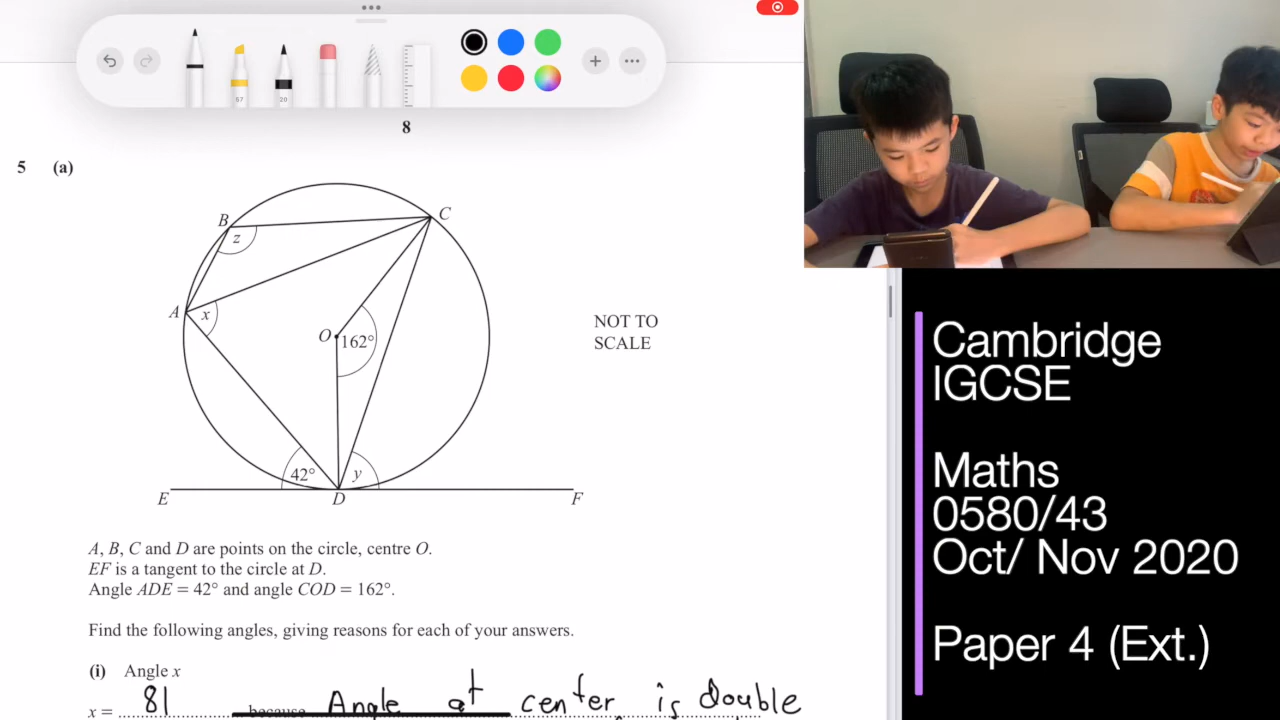 57
20
8
5 (a)
B
C
z
A
x
O
162°
NOT TO
SCALE
42°
y
E
D
F
A, B, C and D are points on the circle, centre O.
EF is a tangent to the circle at D.
Angle ADE = 42° and angle COD = 162°.
Find the following angles, giving reasons for each of your answers.
(i) Angle x
x = 81 because Angle at center is double
Cambridge
IGCSE
Maths
0580/43
Oct/ Nov 2020
Paper 4 (Ext.)